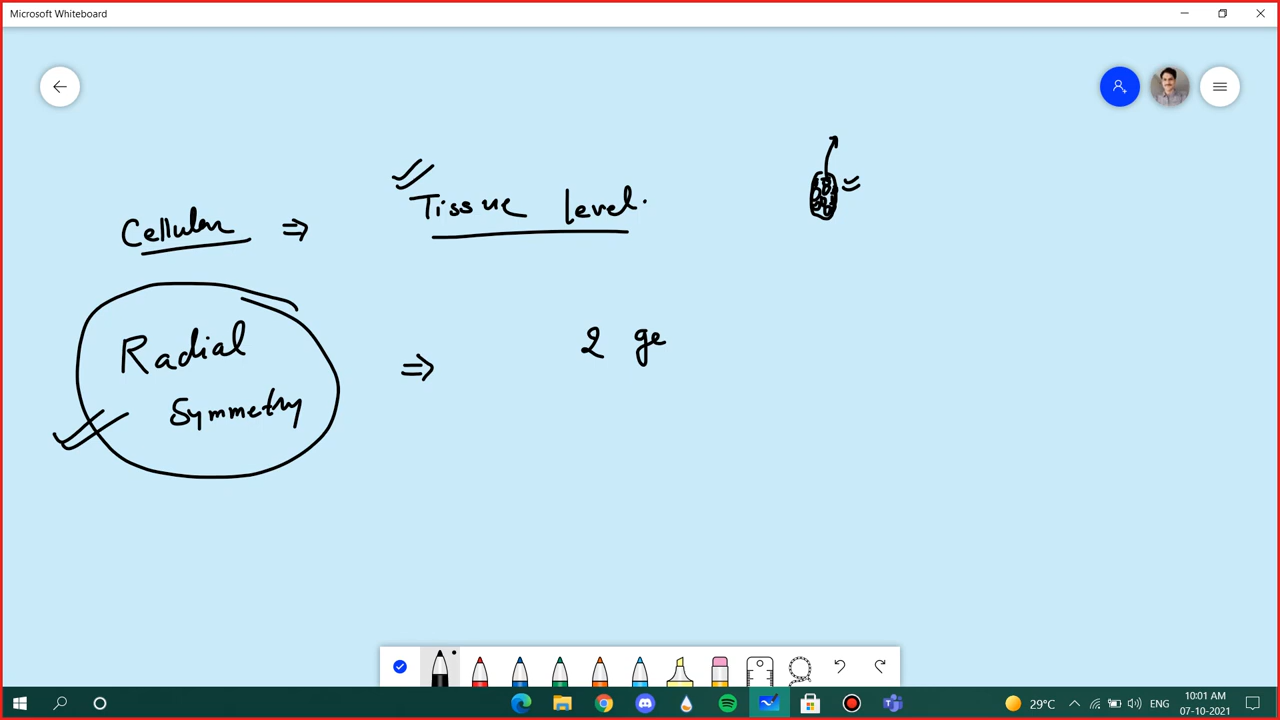 Microsoft Whiteboard
Tissue level.
Cellular ⇒
Radial
Symmetry
⇒ 2 ge
29°C
ENG
10:01 AM
07-10-2021